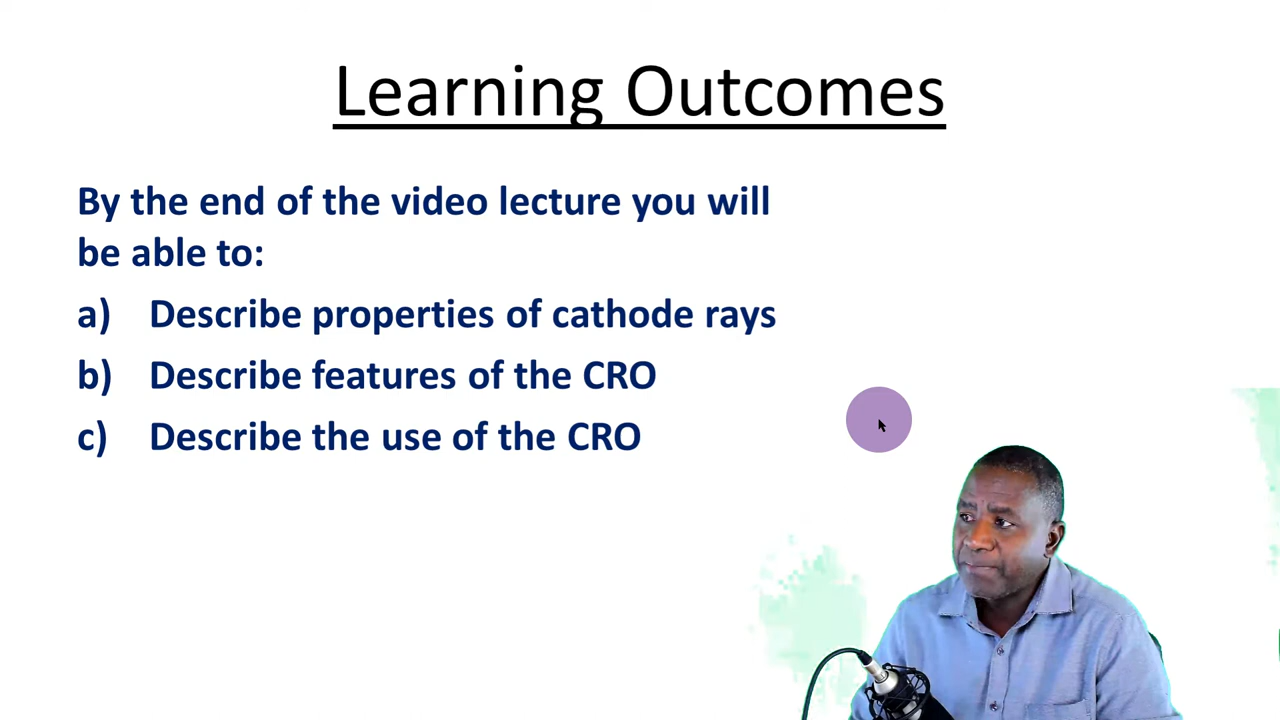 Learning Outcomes
By the end of the video lecture you will
be able to:
a) Describe properties of cathode rays
b) Describe features of the CRO
c) Describe the use of the CRO